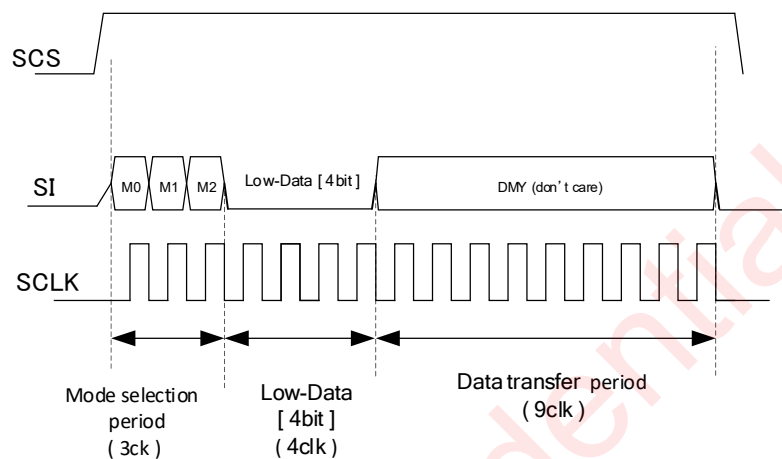 SCS
SI
M0
M1
M2
Low-Data [ 4bit]
DMY (don’t care)
SCLK
Mode selection
period
( 3ck )
Low-Data
[ 4bit ]
( 4clk )
Data transfer period
( 9clk )